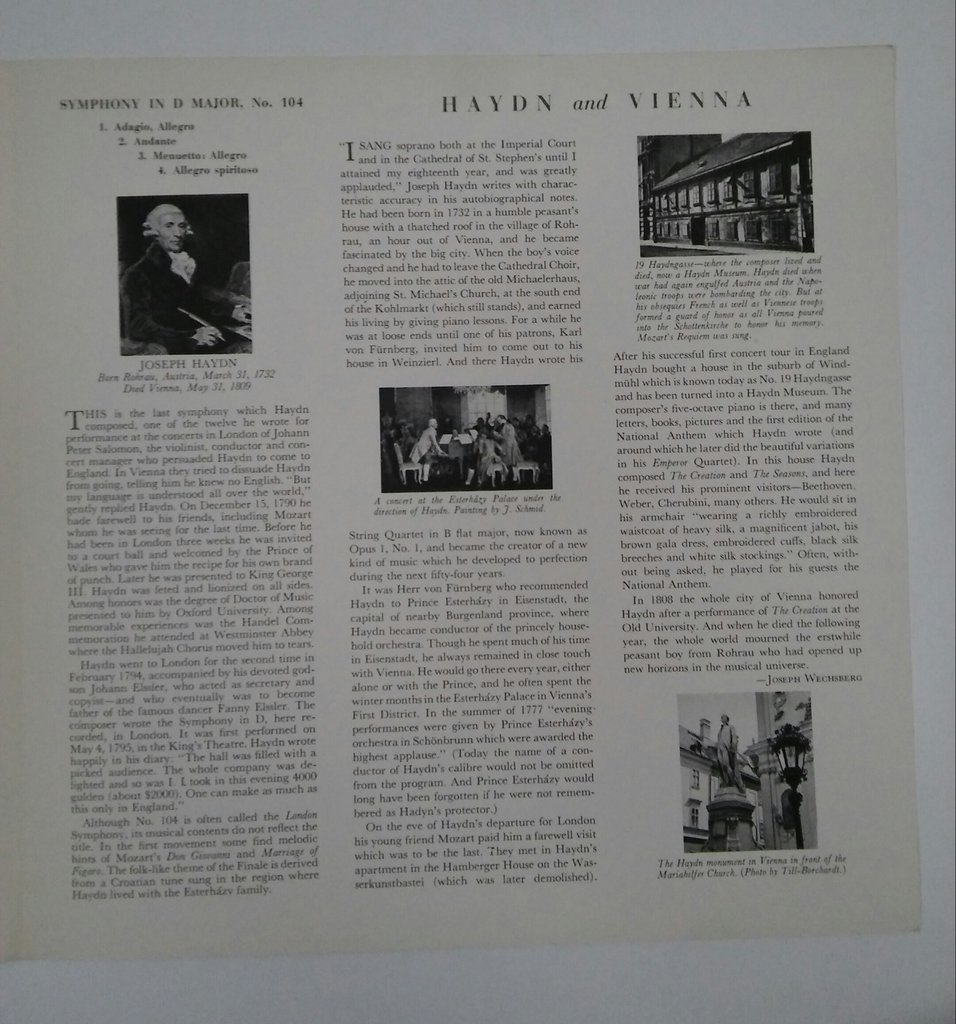 SYMPHONY IN D MAJOR, No. 104
1. Adagio, Allegro
2. Andante
3. Menuetto: Allegro
4. Allegro spiritoso
JOSEPH HAYDN
Born Rohrau, Austria, March 31, 1732
Died Vienna, May 31, 1809
THIS is the last symphony which Haydn
composed, one of the twelve he wrote for
performance at the concerts in London of Johann
Peter Salomon, the violinist, conductor and con-
cert manager who persuaded Haydn to come to
England. In Vienna they tried to dissuade Haydn
from going, telling him he knew no English. "But
my language is understood all over the world,"
gently replied Haydn. On December 15, 1790 he
bade farewell to his friends, including Mozart
whom he was seeing for the last time. Before he
had been in London three weeks he was invited
to a court ball and welcomed by the Prince of
Wales who gave him the recipe for his own brand
of punch. Later he was presented to King George
III. Haydn was feted and lionized on all sides.
Among honors was the degree of Doctor of Music
presented to him by Oxford University. Among
memorable experiences was the Handel Com-
memoration he attended at Westminster Abbey
where the Hallelujah Chorus moved him to tears.
Haydn went to London for the second time in
February 1794, accompanied by his devoted god-
son Johann Elssler, who acted as secretary and
copyist—and who eventually was to become
father of the famous dancer Fanny Elssler. The
composer wrote the Symphony in D, here re-
corded, in London. It was first performed on
May 4, 1795, in the King's Theatre. Haydn wrote
happily in his diary: "The hall was filled with a
picked audience. The whole company was de-
lighted and so was I. I took in this evening 4000
gulden (about $2000). One can make as much as
this only in England."
Although No. 104 is often called the London
Symphony, its musical contents do not reflect the
title. In the first movement some find melodic
hints of Mozart's Don Giovanni and Marriage of
Figaro. The folk-like theme of the Finale is derived
from a Croatian tune sung in the region where
Haydn lived with the Esterházy family.
HAYDN and VIENNA
"I SANG soprano both at the Imperial Court
and in the Cathedral of St. Stephen's until I
attained my eighteenth year, and was greatly
applauded," Joseph Haydn writes with charac-
teristic accuracy in his autobiographical notes.
He had been born in 1732 in a humble peasant's
house with a thatched roof in the village of Roh-
rau, an hour out of Vienna, and he became
fascinated by the big city. When the boy's voice
changed and he had to leave the Cathedral Choir,
he moved into the attic of the old Michaelerhaus,
adjoining St. Michael's Church, at the south end
of the Kohlmarkt (which still stands), and earned
his living by giving piano lessons. For a while he
was at loose ends until one of his patrons, Karl
von Fürnberg, invited him to come out to his
house in Weinzierl. And there Haydn wrote his
A concert at the Esterházy Palace under the
direction of Haydn. Painting by J. Schmid.
String Quartet in B flat major, now known as
Opus 1, No. 1, and became the creator of a new
kind of music which he developed to perfection
during the next fifty-four years.
It was Herr von Fürnberg who recommended
Haydn to Prince Esterházy in Eisenstadt, the
capital of nearby Burgenland province, where
Haydn became conductor of the princely house-
hold orchestra. Though he spent much of his time
in Eisenstadt, he always remained in close touch
with Vienna. He would go there every year, either
alone or with the Prince, and he often spent the
winter months in the Esterházy Palace in Vienna's
First District. In the summer of 1777 "evening-
performances were given by Prince Esterházy's
orchestra in Schönbrunn which were awarded the
highest applause." (Today the name of a con-
ductor of Haydn's calibre would not be omitted
from the program. And Prince Esterházy would
long have been forgotten if he were not remem-
bered as Hadyn's protector.)
On the eve of Haydn's departure for London
his young friend Mozart paid him a farewell visit
which was to be the last. They met in Haydn's
apartment in the Hamberger House on the Was-
serkunstbastei (which was later demolished).
19 Haydngasse—where the composer lived and
died, now a Haydn Museum. Haydn died when
war had again engulfed Austria and the Napo-
leonic troops were bombarding the city. But at
his obsequies French as well as Viennese troops
formed a guard of honor as all Vienna poured
into the Schottenkirche to honor his memory.
Mozart's Requiem was sung.
After his successful first concert tour in England
Haydn bought a house in the suburb of Wind-
mühl which is known today as No. 19 Haydngasse
and has been turned into a Haydn Museum. The
composer's five-octave piano is there, and many
letters, books, pictures and the first edition of the
National Anthem which Haydn wrote (and
around which he later did the beautiful variations
in his Emperor Quartet). In this house Haydn
composed The Creation and The Seasons, and here
he received his prominent visitors—Beethoven,
Weber, Cherubini, many others. He would sit in
his armchair "wearing a richly embroidered
waistcoat of heavy silk, a magnificent jabot, his
brown gala dress, embroidered cuffs, black silk
breeches and white silk stockings." Often, with-
out being asked, he played for his guests the
National Anthem.
In 1808 the whole city of Vienna honored
Haydn after a performance of The Creation at the
Old University. And when he died the following
year, the whole world mourned the erstwhile
peasant boy from Rohrau who had opened up
new horizons in the musical universe.
—JOSEPH WECHSBERG
The Haydn monument in Vienna in front of the
Mariahilfer Church. (Photo by Till-Borchardt.)